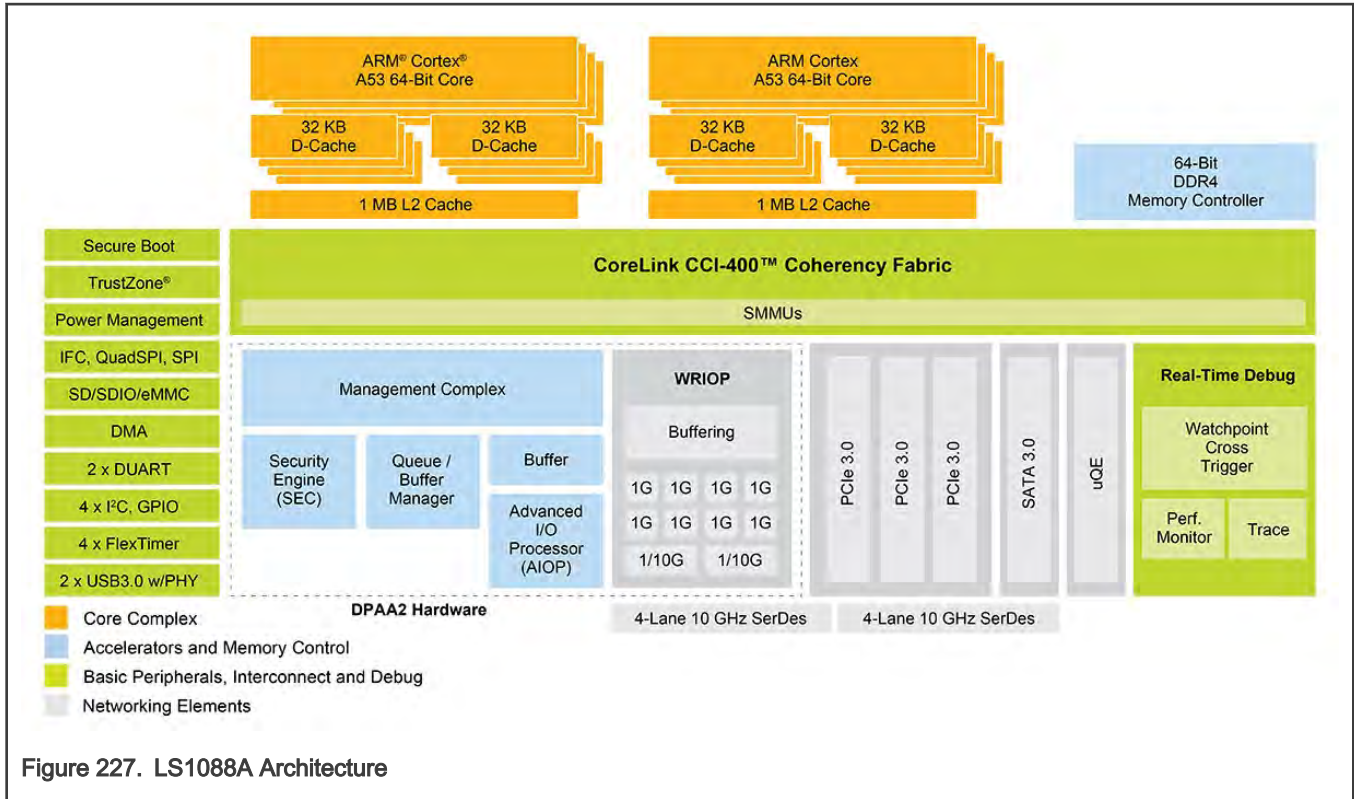 ARM® Cortex®
A53 64-Bit Core
ARM Cortex
A53 64-Bit Core
32 KB
D-Cache
32 KB
D-Cache
32 KB
D-Cache
32 KB
D-Cache
1 MB L2 Cache
1 MB L2 Cache
64-Bit
DDR4
Memory Controller
Secure Boot
TrustZone®
Power Management
IFC, QuadSPI, SPI
SD/SDIO/eMMC
DMA
2 x DUART
4 x I²C, GPIO
4 x FlexTimer
2 x USB3.0 w/PHY
CoreLink CCI-400™ Coherency Fabric
SMMUs
Management Complex
Security
Engine
(SEC)
Queue /
Buffer
Manager
Buffer
Advanced
I/O
Processor
(AIOP)
WRIOP
Buffering
1G 1G 1G 1G
1G 1G 1G 1G
1/10G 1/10G
PCIe 3.0
PCIe 3.0
PCIe 3.0
SATA 3.0
uQE
Real-Time Debug
Watchpoint
Cross
Trigger
Perf.
Monitor
Trace
DPAA2 Hardware
4-Lane 10 GHz SerDes
4-Lane 10 GHz SerDes
Core Complex
Accelerators and Memory Control
Basic Peripherals, Interconnect and Debug
Networking Elements
Figure 227. LS1088A Architecture